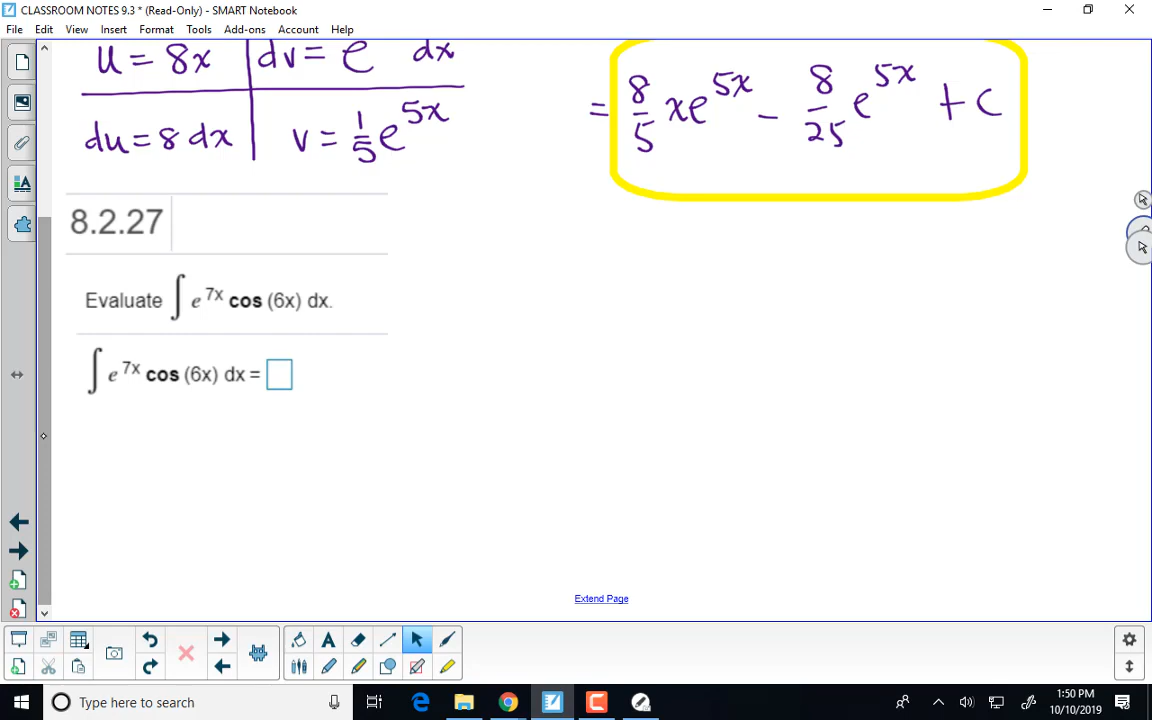 CLASSROOM NOTES 9.3 * (Read-Only) - SMART Notebook
File Edit View Insert Format Tools Add-ons Account Help
u = 8x | dv = e dx
du = 8 dx | v = 1/5 e^5x
= 8/5 xe^5x - 8/25 e^5x + C
8.2.27
Evaluate ∫ e^7x cos (6x) dx.
∫ e^7x cos (6x) dx =
Extend Page
Type here to search
1:50 PM
10/10/2019